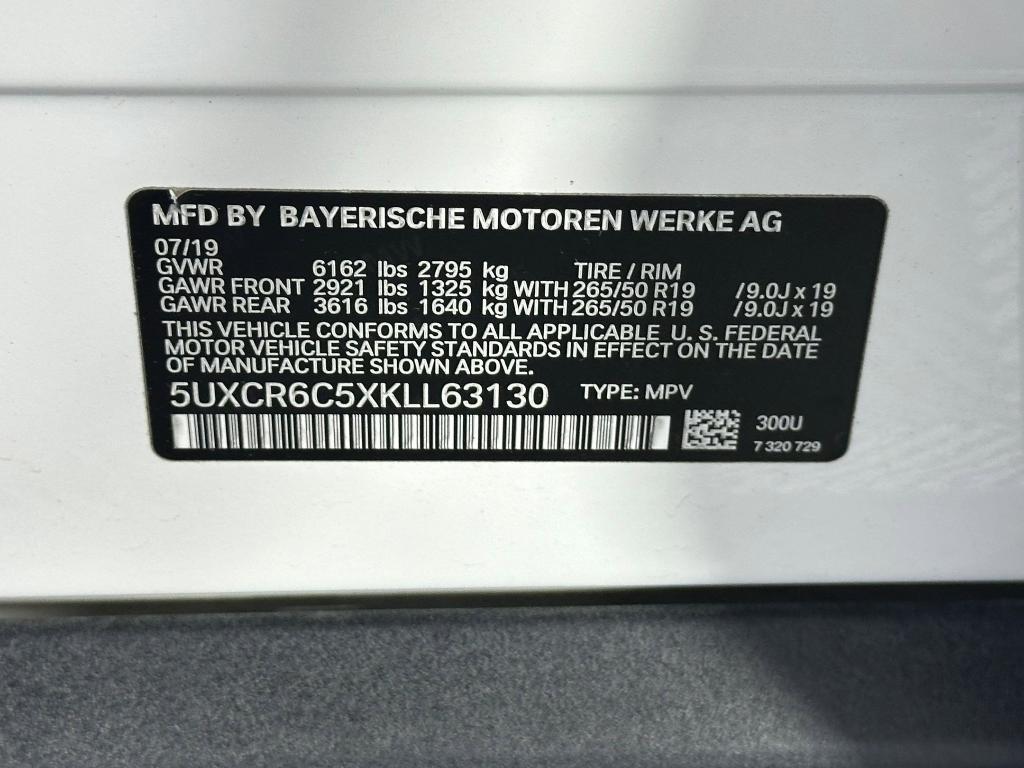 MFD BY BAYERISCHE MOTOREN WERKE AG
07/19
GVWR 6162 lbs 2795 kg TIRE / RIM
GAWR FRONT 2921 lbs 1325 kg WITH 265/50 R19 /9.0J x 19
GAWR REAR 3616 lbs 1640 kg WITH 265/50 R19 /9.0J x 19
THIS VEHICLE CONFORMS TO ALL APPLICABLE U. S. FEDERAL
MOTOR VEHICLE SAFETY STANDARDS IN EFFECT ON THE DATE
OF MANUFACTURE SHOWN ABOVE.
5UXCR6C5XKLL63130 TYPE: MPV
300U
7 320 729